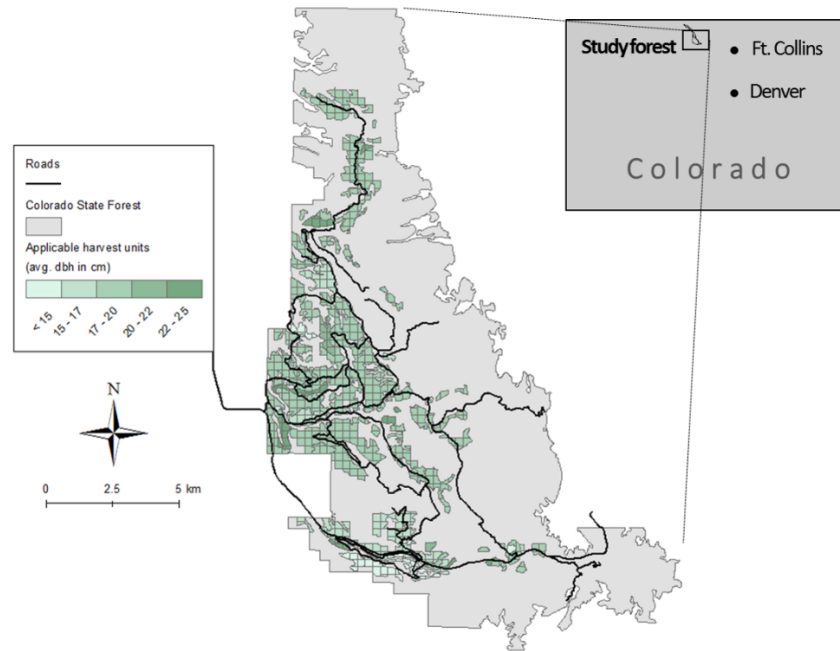 Study forest
Ft. Collins
Denver
Colorado
Roads
Colorado State Forest
Applicable harvest units
(avg. dbh in cm)
< 15
15 - 17
17 - 20
20 - 22
22 - 25
N
0 2.5 5 km